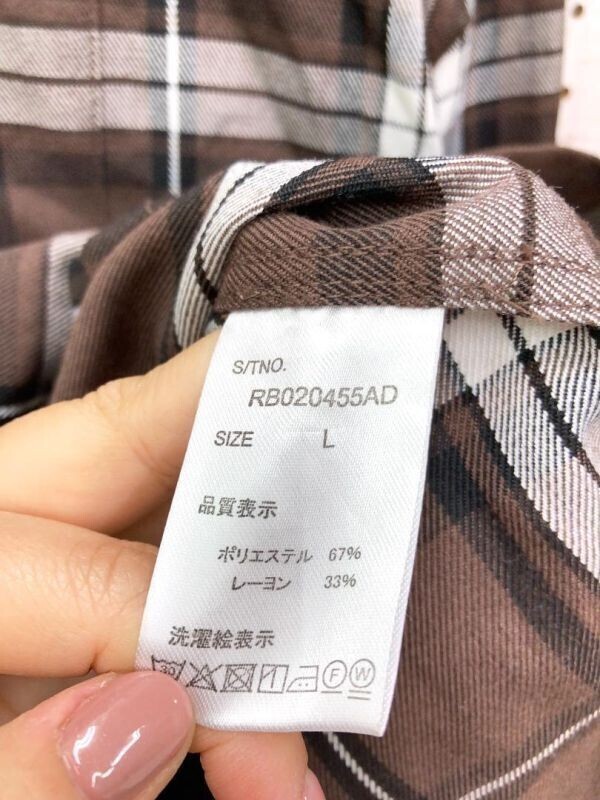 S/TNO.
RB020455AD
SIZE L
品質表示
ポリエステル 67%
レーヨン 33%
洗濯絵表示
30 F W